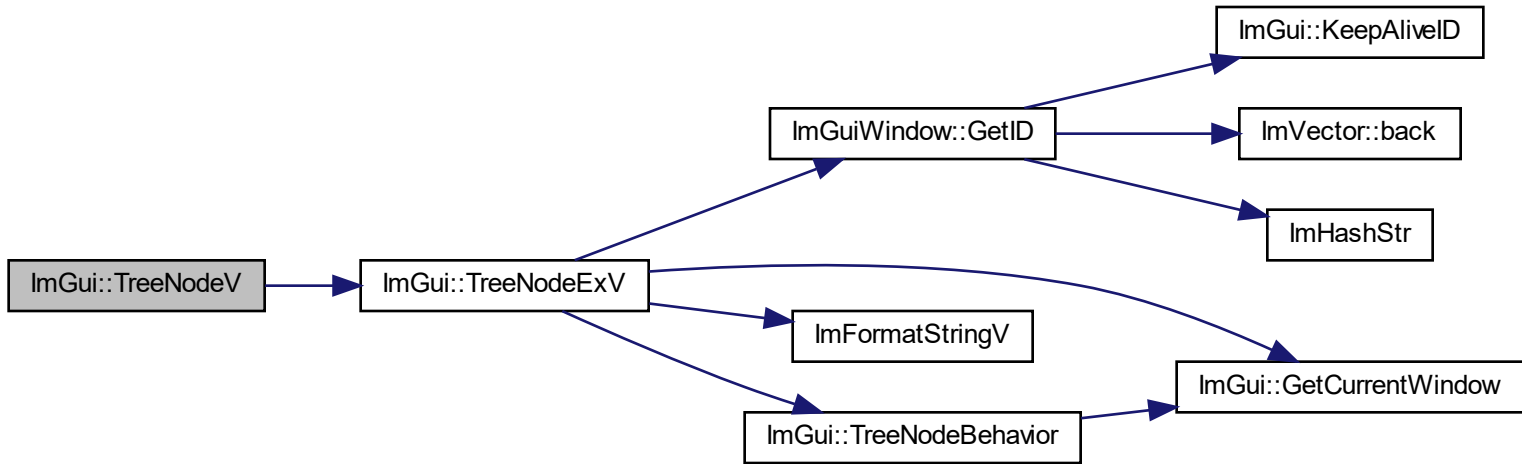 ImGui::KeepAliveID
ImGuiWindow::GetID
ImVector::back
ImHashStr
ImGui::TreeNodeV
ImGui::TreeNodeExV
ImFormatStringV
ImGui::GetCurrentWindow
ImGui::TreeNodeBehavior